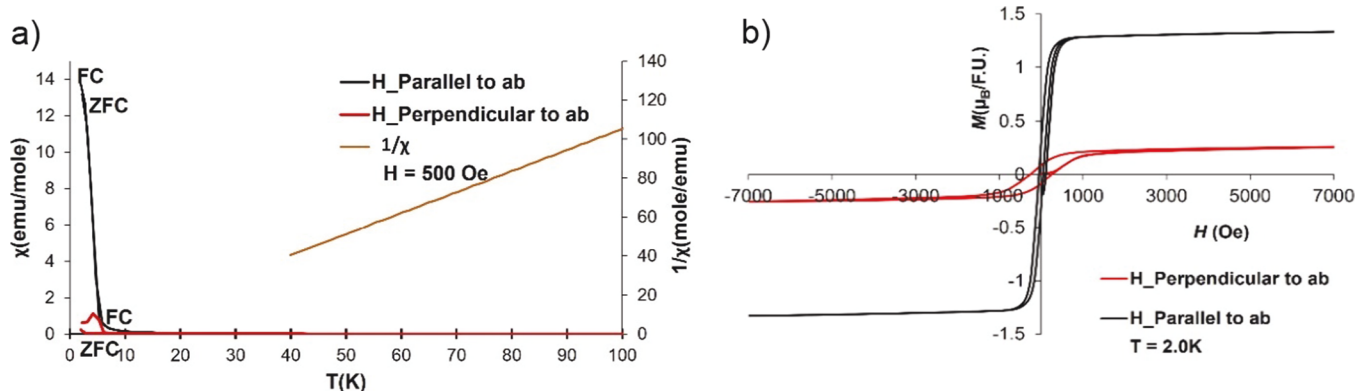 a)
χ(emu/mole)
14
12
10
8
6
4
2
0
FC
ZFC
FC
ZFC
H_Parallel to ab
H_Perpendicular to ab
1/χ
H = 500 Oe
140
120
100
80
60
40
20
0
1/χ(mole/emu)
0 10 20 30 40 50 60 70 80 90 100
T(K)
b)
M(μB/F.U.)
1.5
1
0.5
0
-0.5
-1
-1.5
-7000 -5000 -3000 -1000 1000 3000 5000 7000
H (Oe)
H_Perpendicular to ab
H_Parallel to ab
T = 2.0K